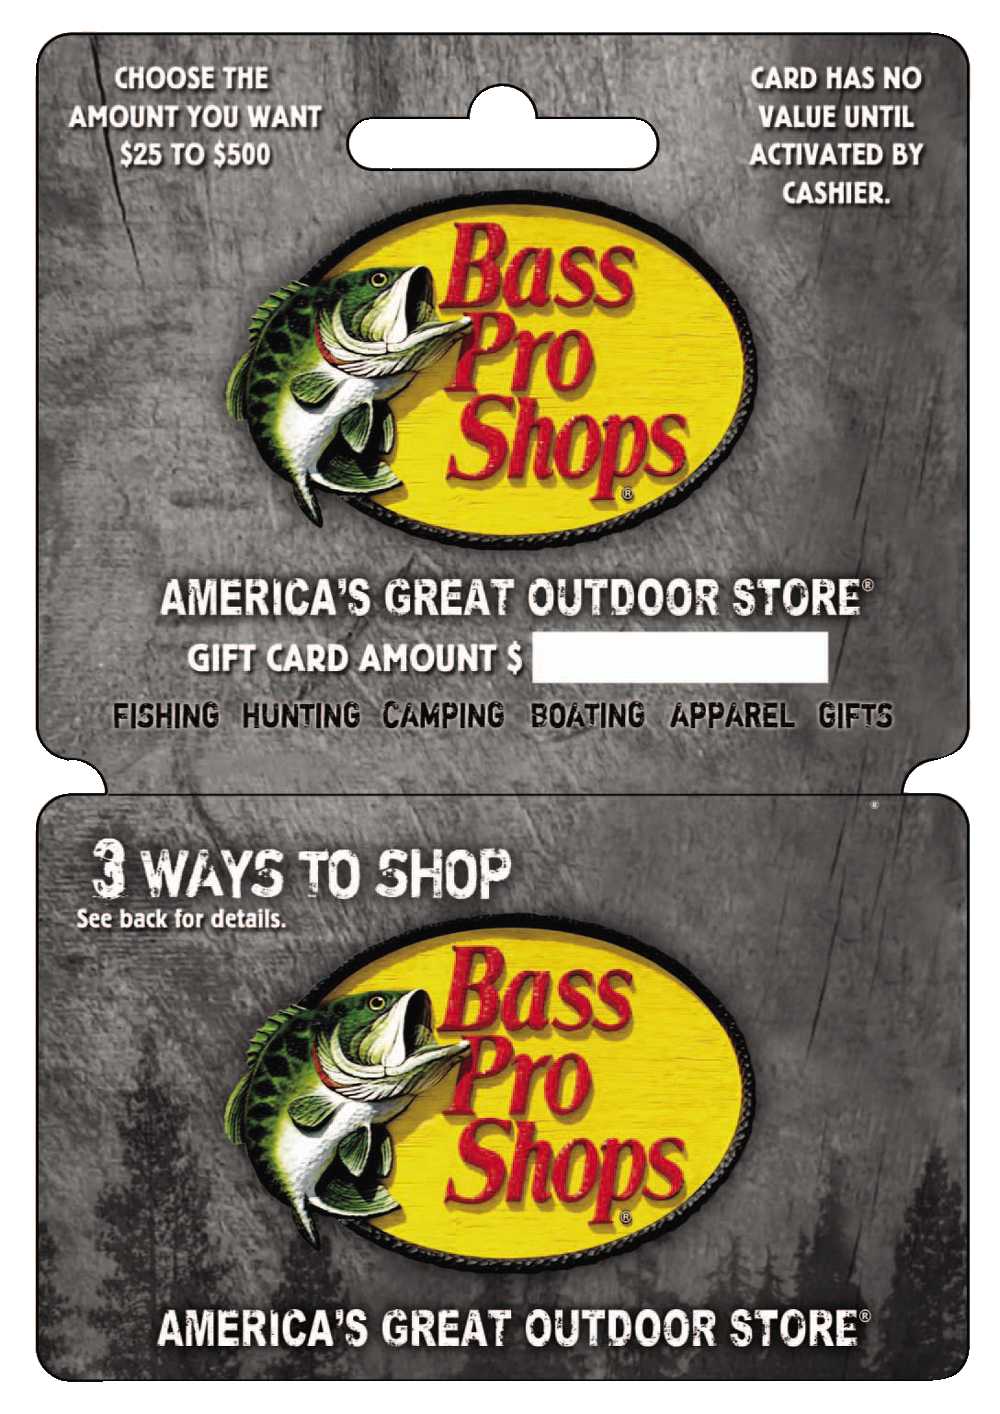 CHOOSE THE
AMOUNT YOU WANT
$25 TO $500
CARD HAS NO
VALUE UNTIL
ACTIVATED BY
CASHIER.
Bass
Pro
Shops®
AMERICA'S GREAT OUTDOOR STORE®
GIFT CARD AMOUNT $
FISHING HUNTING CAMPING BOATING APPAREL GIFTS
®
3 WAYS TO SHOP
See back for details.
Bass
Pro
Shops®
AMERICA'S GREAT OUTDOOR STORE®